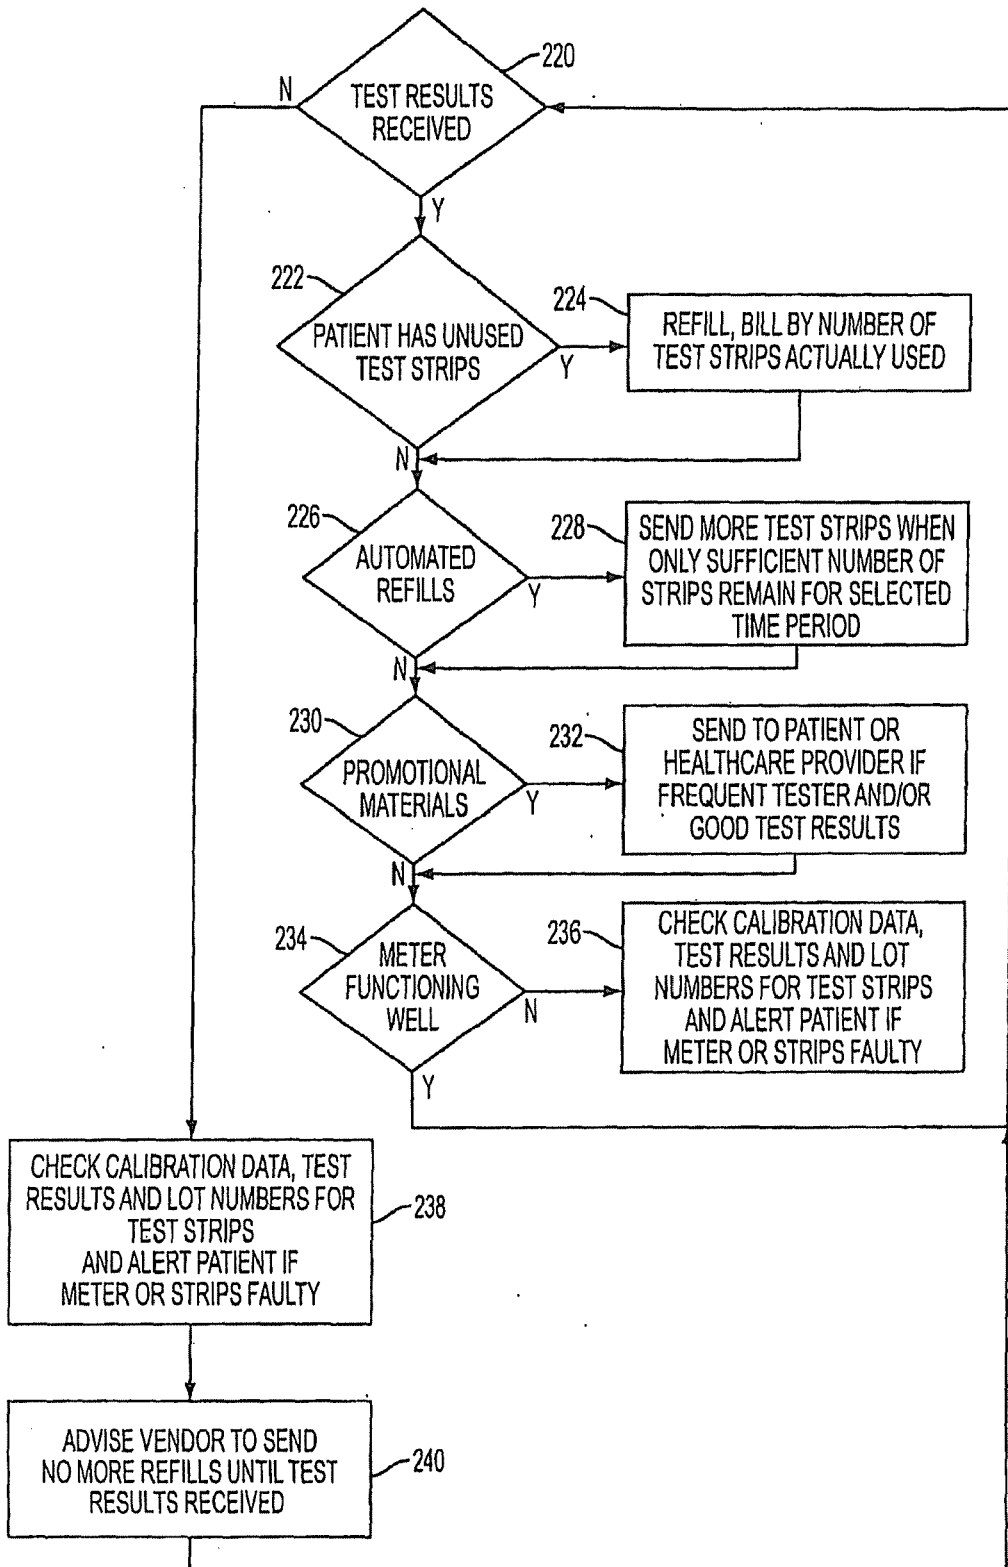 220
N
TEST RESULTS
RECEIVED
Y
222
PATIENT HAS UNUSED
TEST STRIPS
Y
224
REFILL, BILL BY NUMBER OF
TEST STRIPS ACTUALLY USED
N
226
AUTOMATED
REFILLS
Y
228
SEND MORE TEST STRIPS WHEN
ONLY SUFFICIENT NUMBER OF
STRIPS REMAIN FOR SELECTED
TIME PERIOD
N
230
PROMOTIONAL
MATERIALS
Y
232
SEND TO PATIENT OR
HEALTHCARE PROVIDER IF
FREQUENT TESTER AND/OR
GOOD TEST RESULTS
N
234
METER
FUNCTIONING
WELL
N
236
CHECK CALIBRATION DATA,
TEST RESULTS AND LOT
NUMBERS FOR TEST STRIPS
AND ALERT PATIENT IF
METER OR STRIPS FAULTY
Y
CHECK CALIBRATION DATA, TEST
RESULTS AND LOT NUMBERS FOR
TEST STRIPS
AND ALERT PATIENT IF
METER OR STRIPS FAULTY
238
ADVISE VENDOR TO SEND
NO MORE REFILLS UNTIL TEST
RESULTS RECEIVED
240